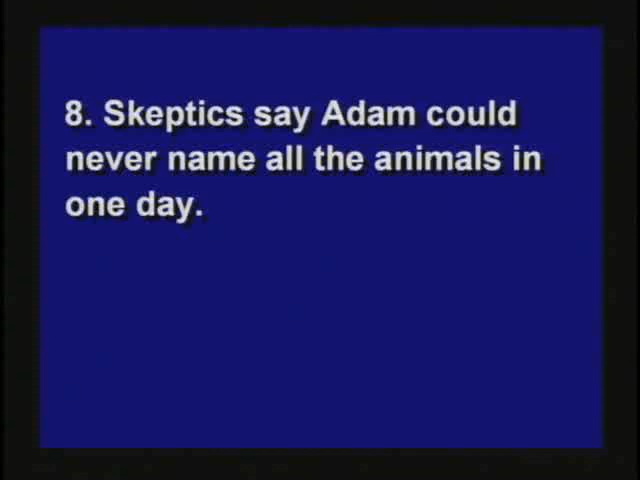 8. Skeptics say Adam could
never name all the animals in
one day.